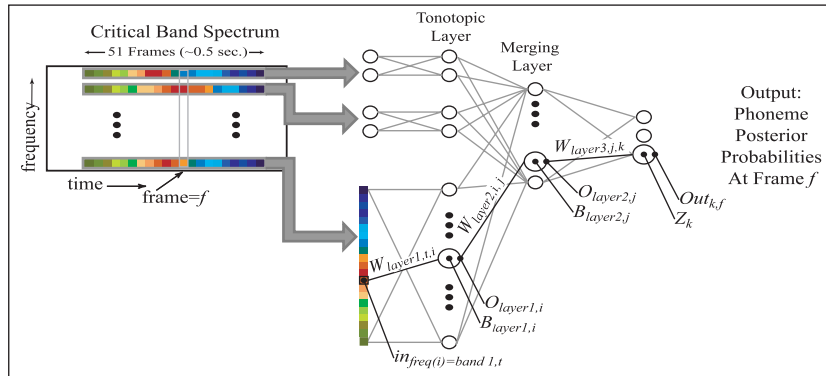 Critical Band Spectrum
51 Frames (~0.5 sec.)
frequency
time
frame=f
Tonotopic
Layer
Merging
Layer
W layer1,t,i
W layer2,i, j
W layer3,j,k
O layer2,j
B layer2,j
O layer1,i
B layer1,i
in freq(i)=band 1,t
Out k,f
Z k
Output:
Phoneme
Posterior
Probabilities
At Frame f